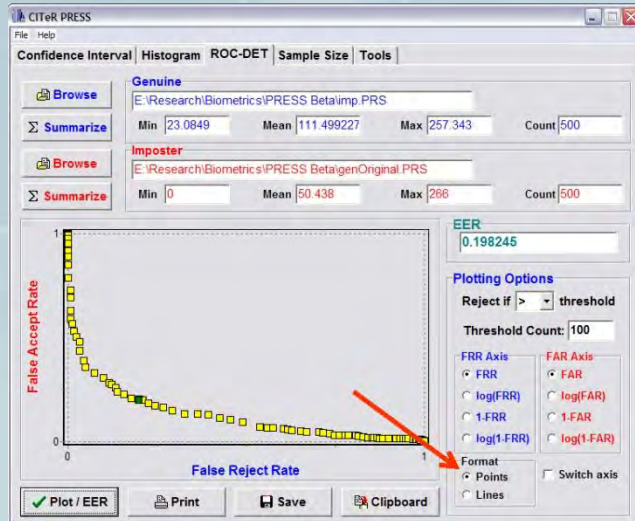 CITeR PRESS
File Help
Confidence Interval Histogram ROC-DET Sample Size Tools
Genuine
Browse E:\Research\Biometrics\PRESS Beta\imp.PRS
Σ Summarize Min 23.0849 Mean 111.499227 Max 257.343 Count 500
Imposter
Browse E:\Research\Biometrics\PRESS Beta\genOriginal.PRS
Σ Summarize Min 0 Mean 50.438 Max 266 Count 500
EER
0.198245
Plotting Options
Reject if > threshold
Threshold Count: 100
FRR Axis FAR Axis
FRR FAR
log(FRR) log(FAR)
1-FRR 1-FAR
log(1-FRR) log(1-FAR)
Format
Points Switch axis
Lines
1
False Accept Rate
0
0 1
False Reject Rate
Plot / EER Print Save Clipboard